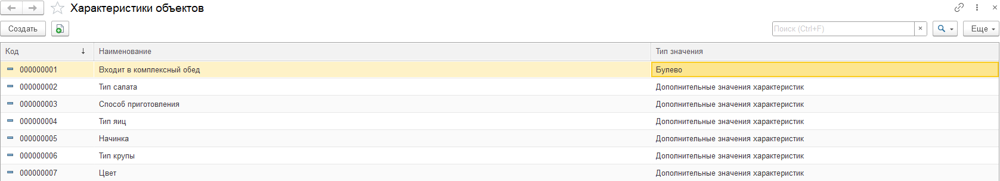 Характеристики объектов
Создать
Поиск (Ctrl+F)
×
Еще
Код ↓ Наименование Тип значения
000000001 Входит в комплексный обед Булево
000000002 Тип салата Дополнительные значения характеристик
000000003 Способ приготовления Дополнительные значения характеристик
000000004 Тип яиц Дополнительные значения характеристик
000000005 Начинка Дополнительные значения характеристик
000000006 Тип крупы Дополнительные значения характеристик
000000007 Цвет Дополнительные значения характеристик